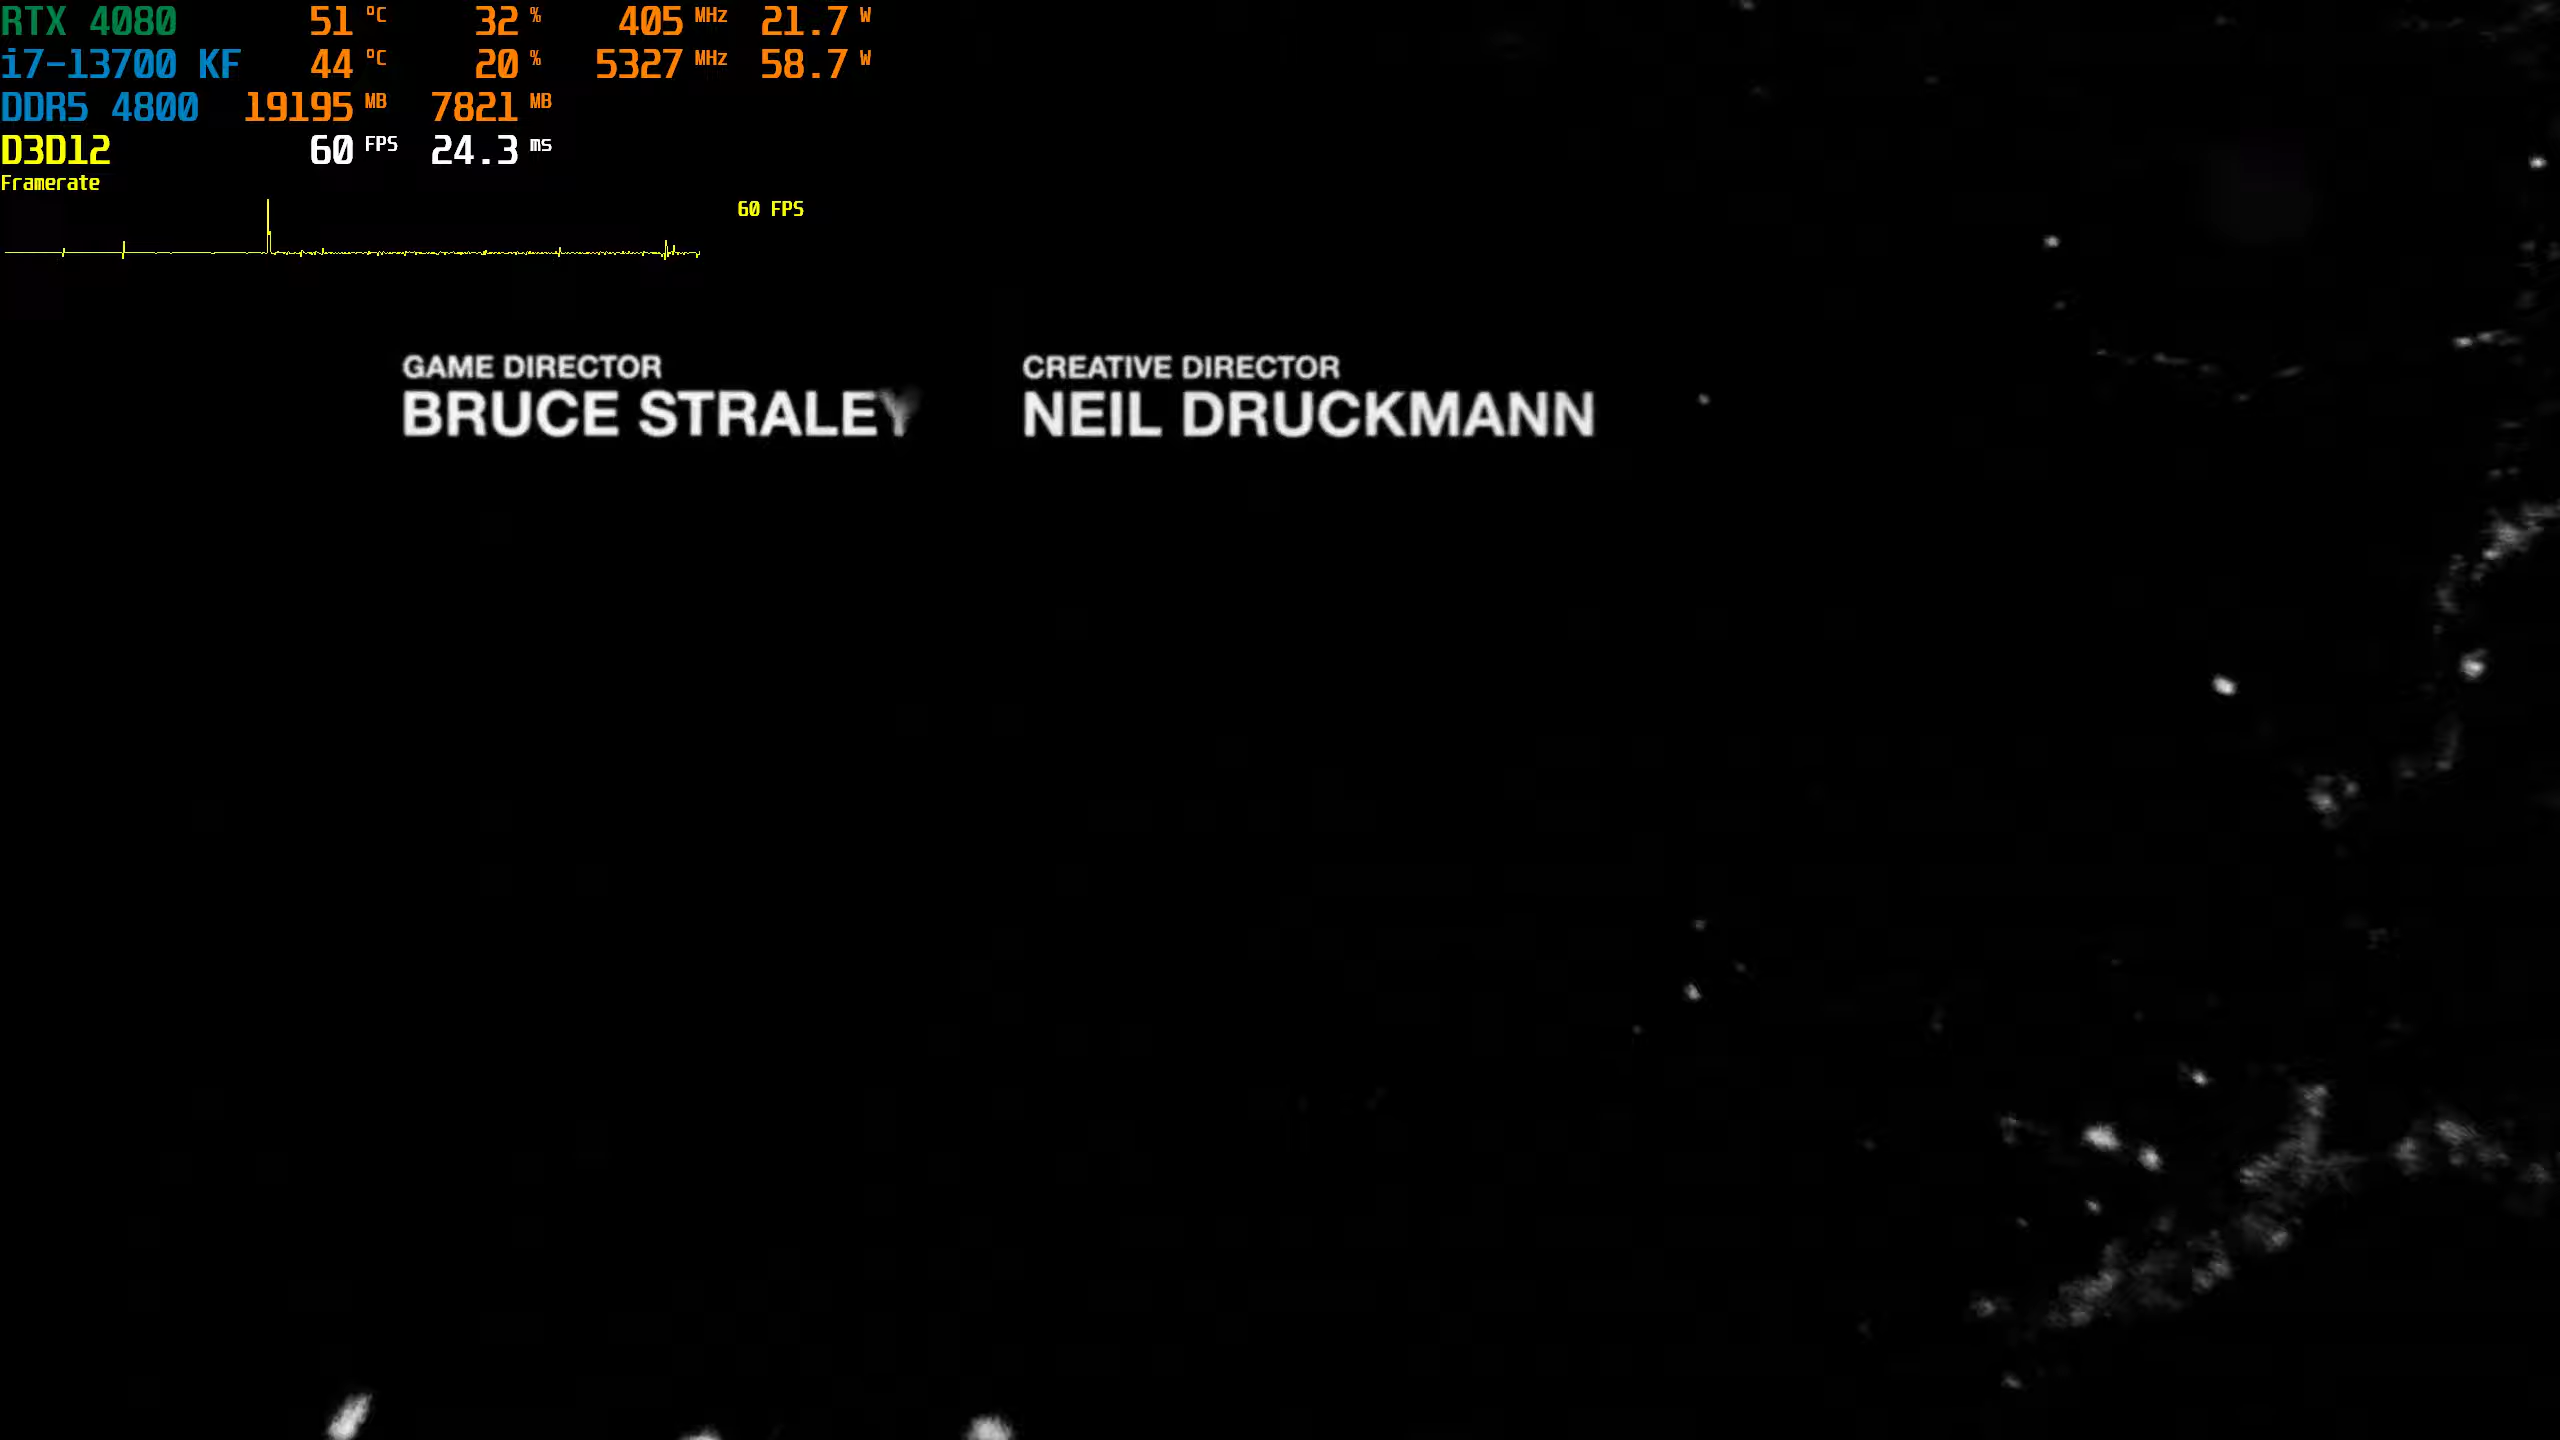 RTX 4080 51 °C 32 % 405 MHz 21.7 W
i7-13700 KF 44 °C 20 % 5327 MHz 58.7 W
DDR5 4800 19195 MB 7821 MB
D3D12 60 FPS 24.3 ms
Framerate
60 FPS
GAME DIRECTOR
BRUCE STRALEY
CREATIVE DIRECTOR
NEIL DRUCKMANN